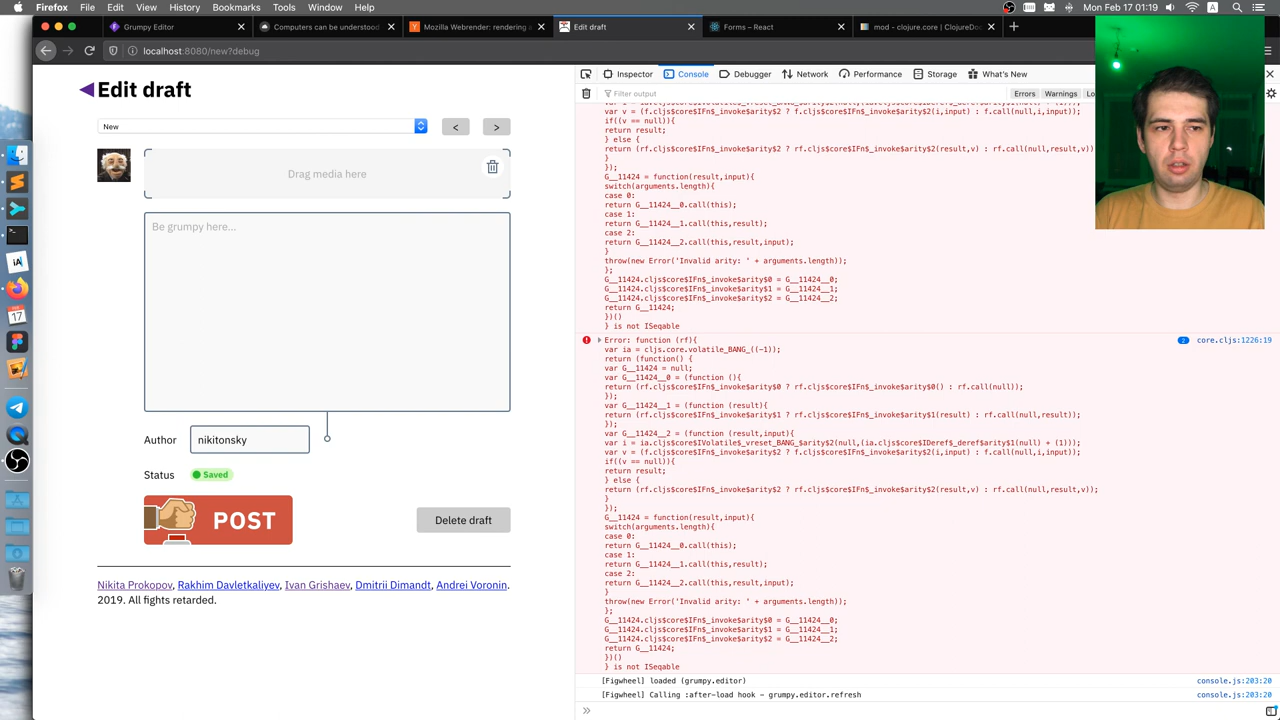 Firefox File Edit View History Bookmarks Tools Window Help
Mon Feb 17 19:09
Grumpy Editor
Computers can be understood
Mozilla Webrender: rendering a
Edit draft
Forms – React
mod - clojure.core | ClojureDoc
localhost:8080/new?debug
Edit draft
New
<
>
Drag media here
Be grumpy here...
Author
nikitonsky
Status
Saved
POST
Delete draft
Nikita Prokopov, Rakhim Davletkaliyev, Ivan Grishaev, Dmitrii Dimandt, Andrei Voronin.
2019. All fights retarded.
Inspector Console Debugger Network Performance Storage What's New
Filter output
Errors Warnings Lo
var v = (f.cljs$core$IFn$_invoke$arity$2 ? f.cljs$core$IFn$_invoke$arity$2(i,input) : f.call(null,i,input));
if((v == null)){
return result;
} else {
return (rf.cljs$core$IFn$_invoke$arity$2 ? rf.cljs$core$IFn$_invoke$arity$2(result,v) : rf.call(null,result,v));
}
});
G__11424 = function(result,input){
switch(arguments.length){
case 0:
return G__11424__0.call(this);
case 1:
return G__11424__1.call(this,result);
case 2:
return G__11424__2.call(this,result,input);
}
throw(new Error('Invalid arity: ' + arguments.length));
};
G__11424.cljs$core$IFn$_invoke$arity$0 = G__11424__0;
G__11424.cljs$core$IFn$_invoke$arity$1 = G__11424__1;
G__11424.cljs$core$IFn$_invoke$arity$2 = G__11424__2;
return G__11424;
})()
} is not ISeqable
Error: function (rf){
2 core.cljs:1226:19
var ia = cljs.core.volatile_BANG_((-1));
return (function() {
var G__11424 = null;
var G__11424__0 = (function (){
return (rf.cljs$core$IFn$_invoke$arity$0 ? rf.cljs$core$IFn$_invoke$arity$0() : rf.call(null));
});
var G__11424__1 = (function (result){
return (rf.cljs$core$IFn$_invoke$arity$1 ? rf.cljs$core$IFn$_invoke$arity$1(result) : rf.call(null,result));
});
var G__11424__2 = (function (result,input){
var i = ia.cljs$core$IVolatile$_vreset_BANG_$arity$2(null,(ia.cljs$core$IDeref$_deref$arity$1(null) + (1)));
var v = (f.cljs$core$IFn$_invoke$arity$2 ? f.cljs$core$IFn$_invoke$arity$2(i,input) : f.call(null,i,input));
if((v == null)){
return result;
} else {
return (rf.cljs$core$IFn$_invoke$arity$2 ? rf.cljs$core$IFn$_invoke$arity$2(result,v) : rf.call(null,result,v));
}
});
G__11424 = function(result,input){
switch(arguments.length){
case 0:
return G__11424__0.call(this);
case 1:
return G__11424__1.call(this,result);
case 2:
return G__11424__2.call(this,result,input);
}
throw(new Error('Invalid arity: ' + arguments.length));
};
G__11424.cljs$core$IFn$_invoke$arity$0 = G__11424__0;
G__11424.cljs$core$IFn$_invoke$arity$1 = G__11424__1;
G__11424.cljs$core$IFn$_invoke$arity$2 = G__11424__2;
return G__11424;
})()
} is not ISeqable
[Figwheel] loaded (grumpy.editor)
console.js:203:20
[Figwheel] Calling :after-load hook - grumpy.editor.refresh
console.js:203:20
>>